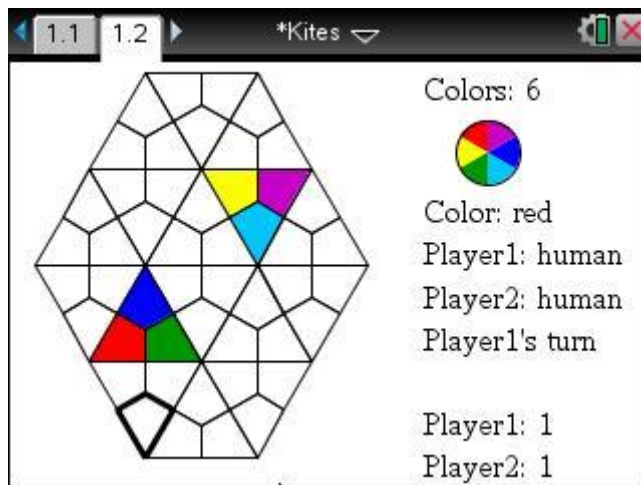 1.1 1.2 *Kites
Colors: 6
Color: red
Player1: human
Player2: human
Player1's turn
Player1: 1
Player2: 1